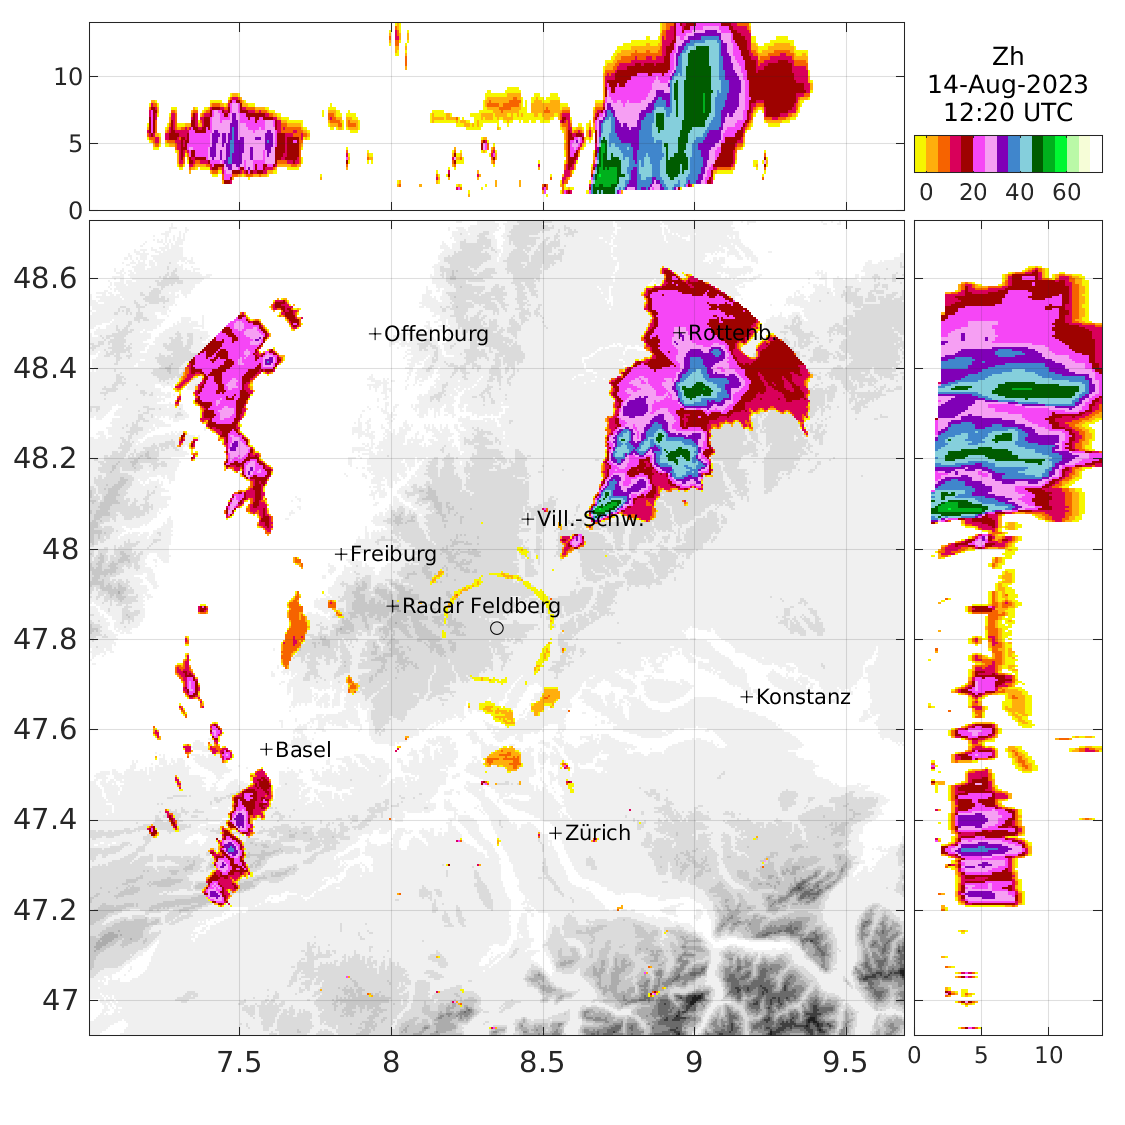 Zh
14-Aug-2023
12:20 UTC
0 20 40 60
10
5
0
48.6
48.4
48.2
48
47.8
47.6
47.4
47.2
47
+Offenburg
+Rottenb.
+Vill.-Schw.
+Freiburg
+Radar Feldberg
+Konstanz
+Basel
+Zürich
7.5 8 8.5 9 9.5
0 5 10